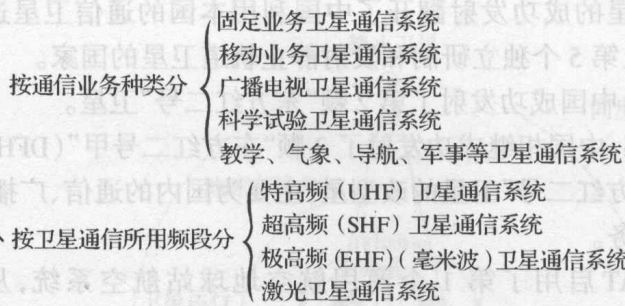 固定业务卫星通信系统
移动业务卫星通信系统
按通信业务种类分
广播电视卫星通信系统
科学试验卫星通信系统
教学、气象、导航、军事等卫星通信系统
特高频(UHF)卫星通信系统
超高频(SHF)卫星通信系统
按卫星通信所用频段分
极高频(EHF)(毫米波)卫星通信系统
激光卫星通信系统